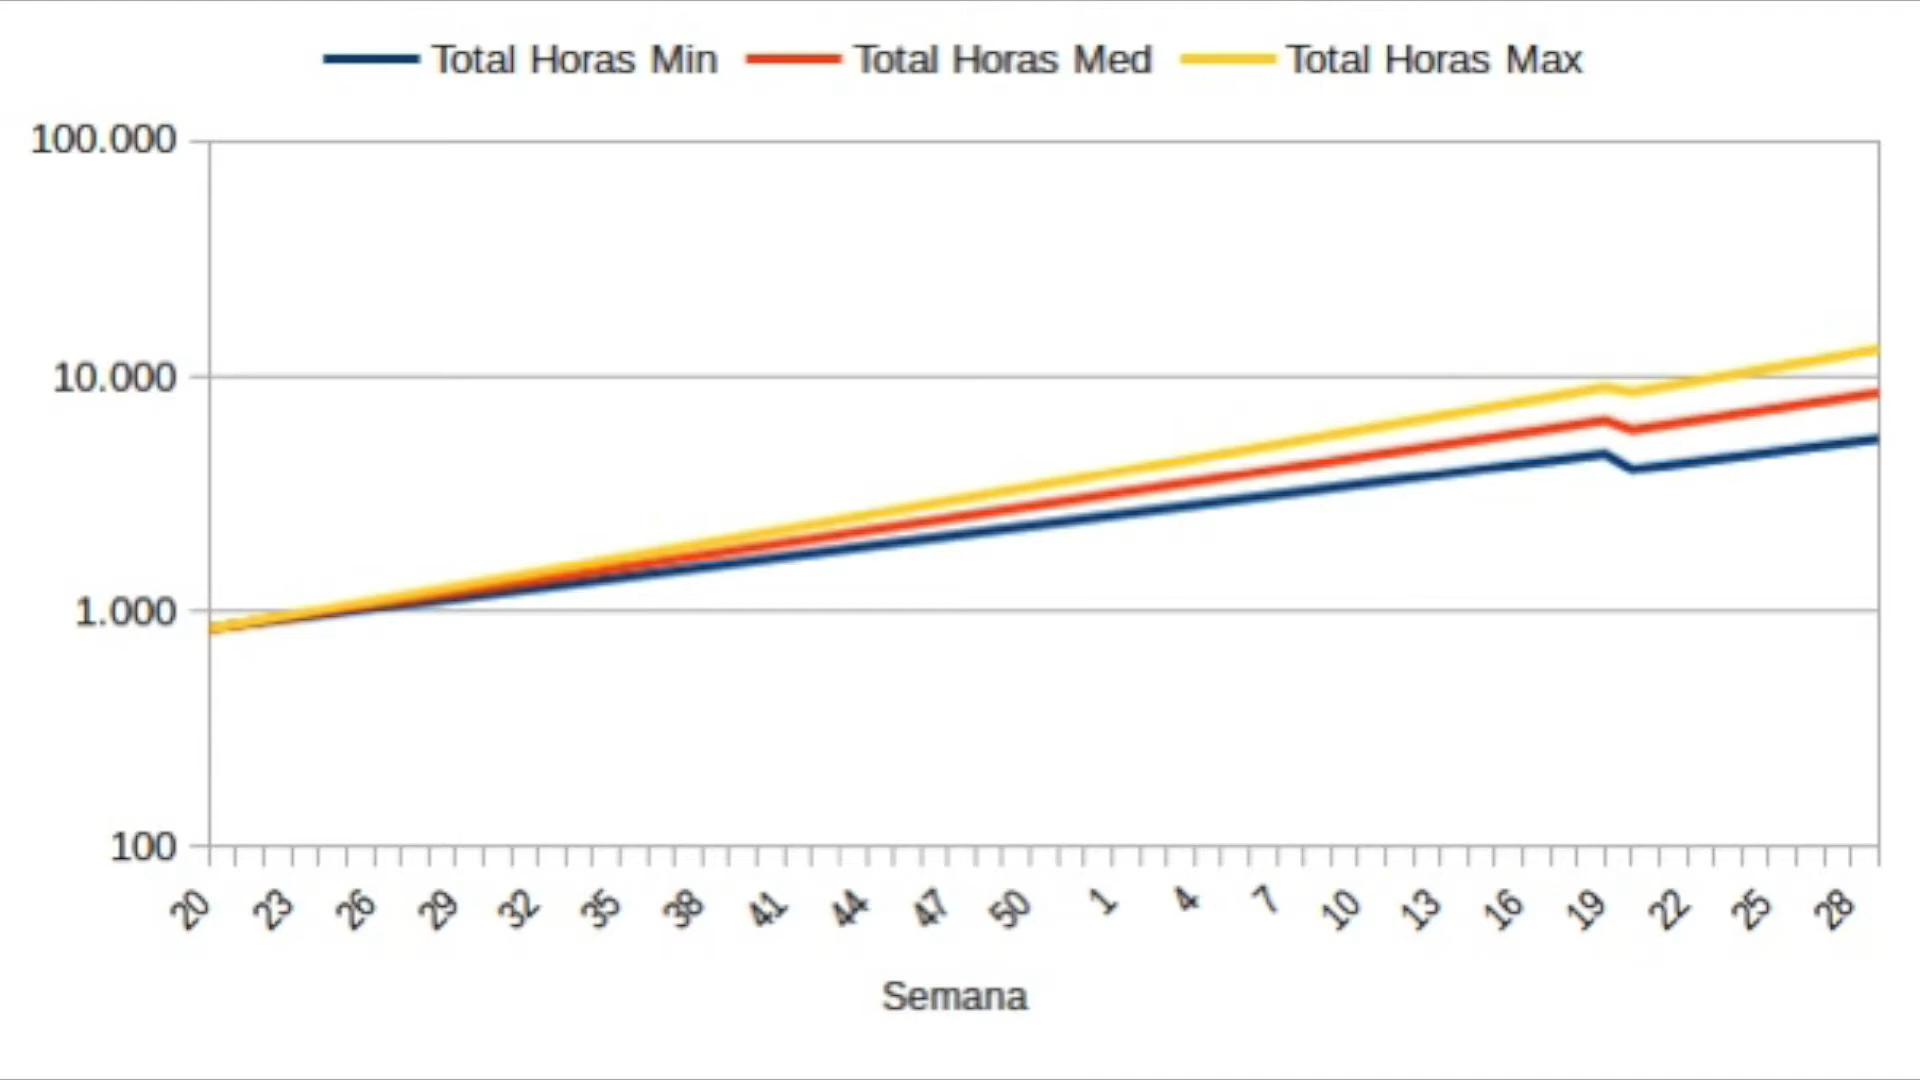 Total Horas Min Total Horas Med Total Horas Max
100.000
10.000
1.000
100
20 23 26 29 32 35 38 41 44 47 50 1 4 7 10 13 16 19 22 25 28
Semana